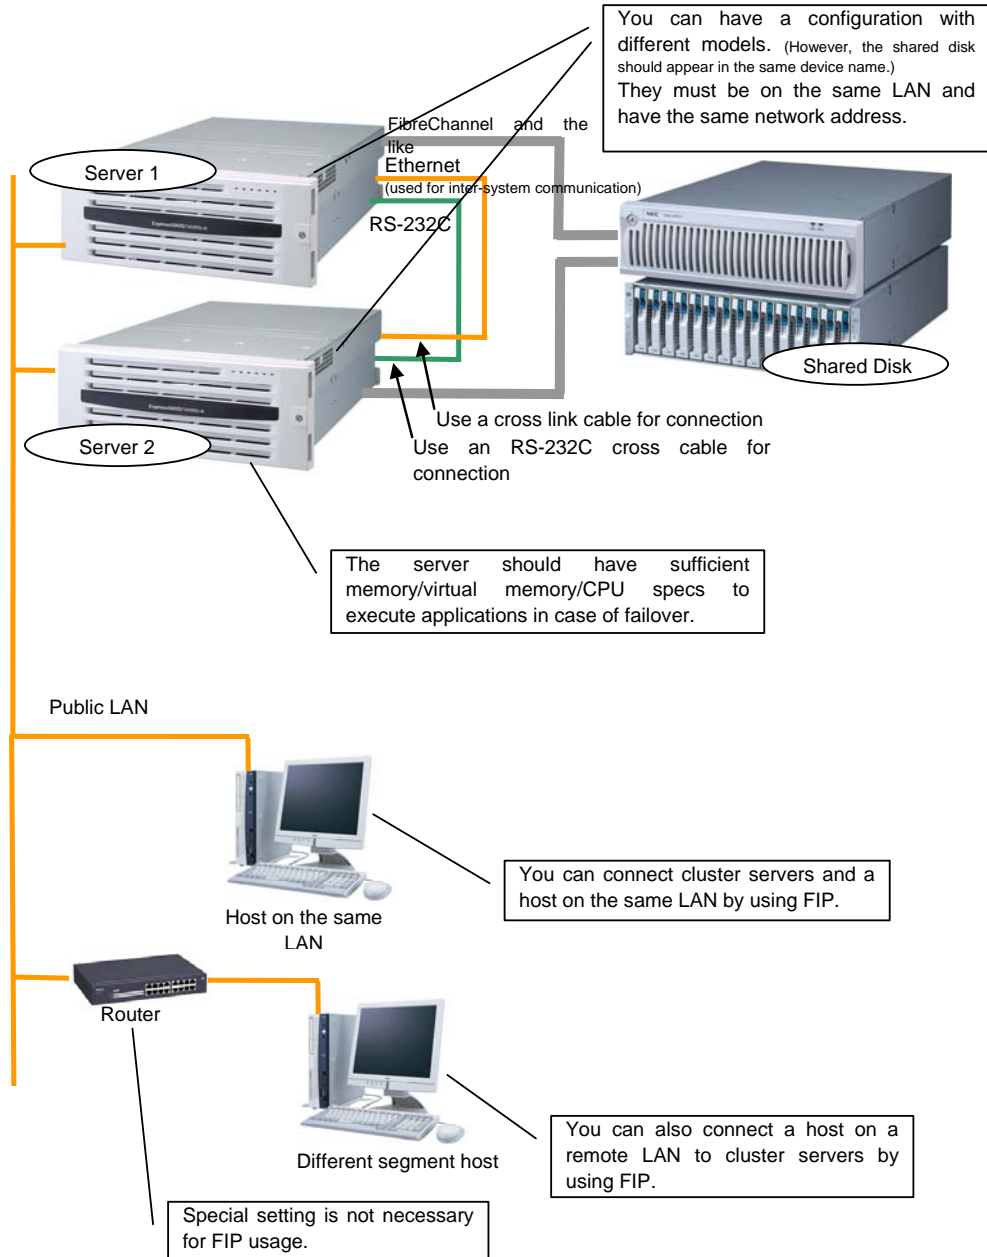 You can have a configuration with
different models. (However, the shared disk
should appear in the same device name.)
They must be on the same LAN and
have the same network address.
FibreChannel and the
like
Ethernet
(used for inter-system communication)
RS-232C
Server 1
NEC
Shared Disk
Server 2
Use a cross link cable for connection
Use an RS-232C cross cable for
connection
The server should have sufficient
memory/virtual memory/CPU specs to
execute applications in case of failover.
Public LAN
Host on the same
LAN
You can connect cluster servers and a
host on the same LAN by using FIP.
Router
Different segment host
You can also connect a host on a
remote LAN to cluster servers by
using FIP.
Special setting is not necessary
for FIP usage.